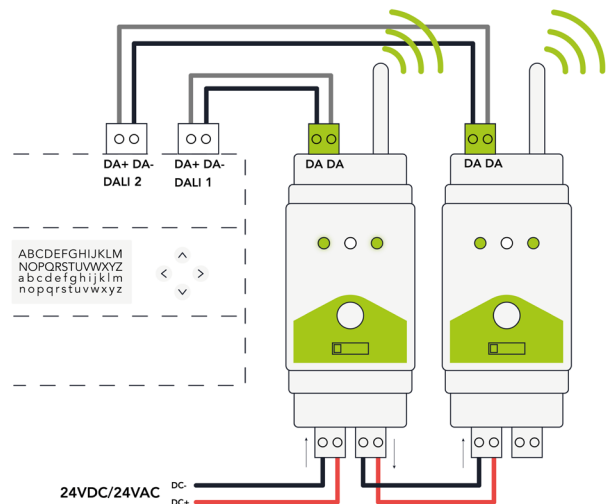 DA+ DA- DA+ DA- DA DA DA DA
DALI 2 DALI 1
ABCDEFGHIJKLM
NOPQRSTUVWXYZ
abcdefghijklm
nopqrstuvwxyz
24VDC/24VAC
DC-
DC+